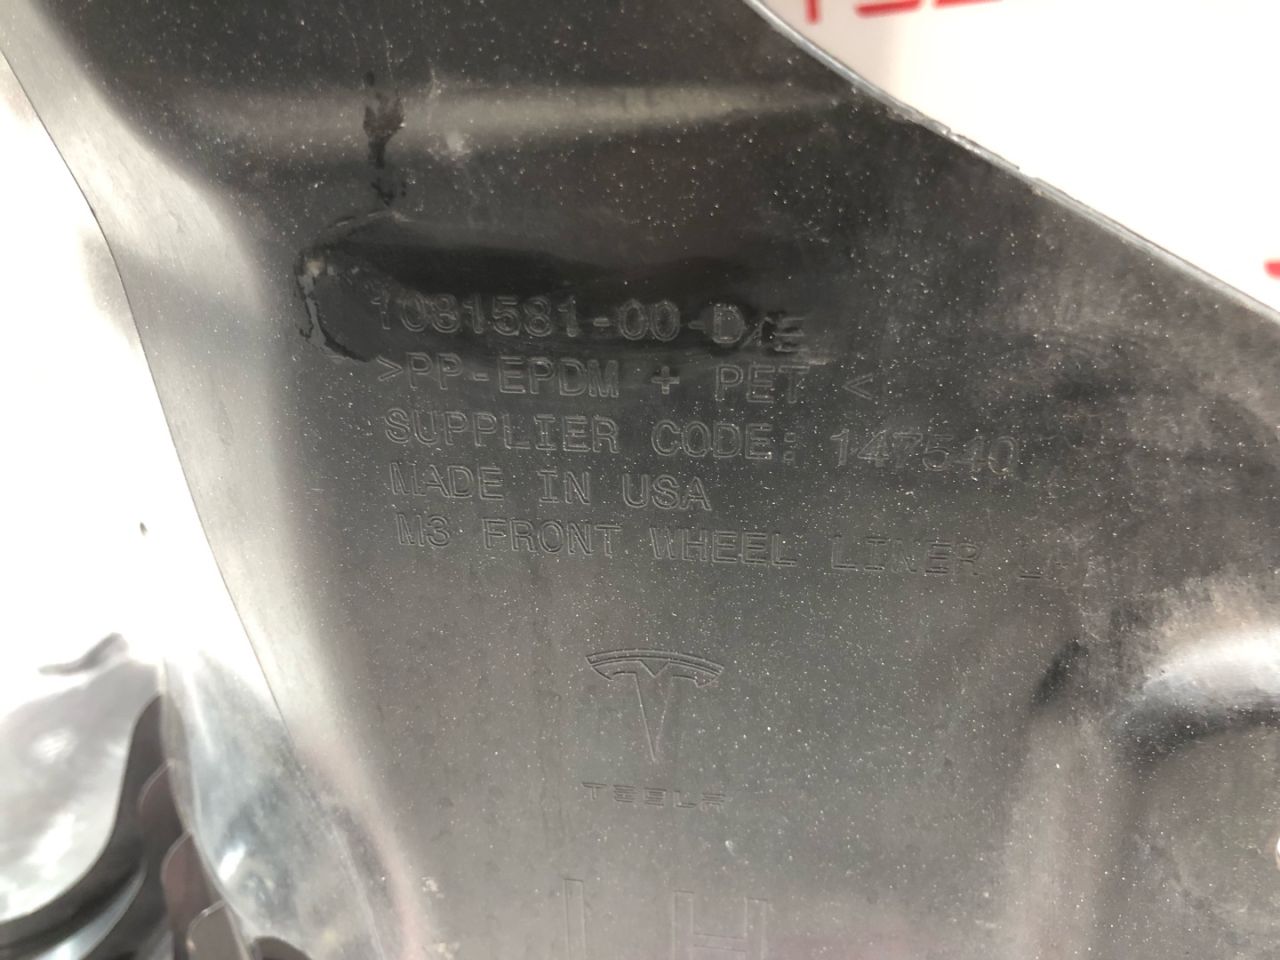 1081581-00-D E
>PP-EPDM + PET <
SUPPLIER CODE: 147540
MADE IN USA
M3 FRONT WHEEL LINER
TESLA
LH